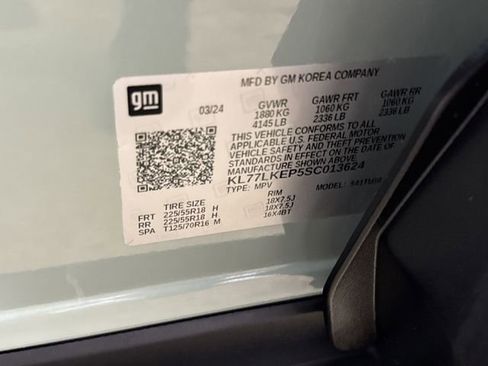 gm
MFD BY GM KOREA COMPANY
03/24 GVWR GAWR FRT GAWR RR
1880 KG 1060 KG 1060 KG
4145 LB 2336 LB 2336 LB
THIS VEHICLE CONFORMS TO ALL
APPLICABLE U.S. FEDERAL MOTOR
VEHICLE SAFETY AND THEFT PREVENTION
STANDARDS IN EFFECT ON THE DATE OF
MANUFACTURE SHOWN ABOVE.
KL77LKEP5SC013624
TYPE: MPV MODEL:
TIRE SIZE RIM
FRT 225/55R18 H 18X7.5J
RR 225/55R18 H 18X7.5J
SPA T125/70R16 M 16X4BT